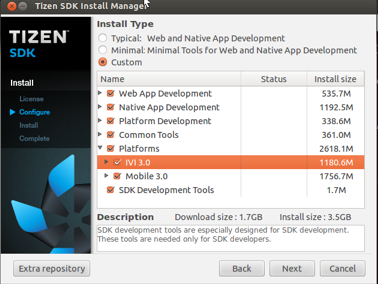 Tizen SDK Install Manager
TIZEN
SDK
Install
License
Configure
Install
Complete
Install Type
Typical: Web and Native App Development
Minimal: Minimal Tools for Web and Native App Development
Custom
Name Status Install size
Web App Development 535.7M
Native App Development 1192.5M
Platform Development 338.6M
Common Tools 361.0M
Platforms 2618.1M
IVI 3.0 1180.6M
Mobile 3.0 1756.7M
SDK Development Tools 1.7M
Description Download size : 1.7GB Install size : 3.5GB
SDK development tools are especially designed for SDK development.
These tools are needed only for SDK developers.
Extra repository Back Next Cancel